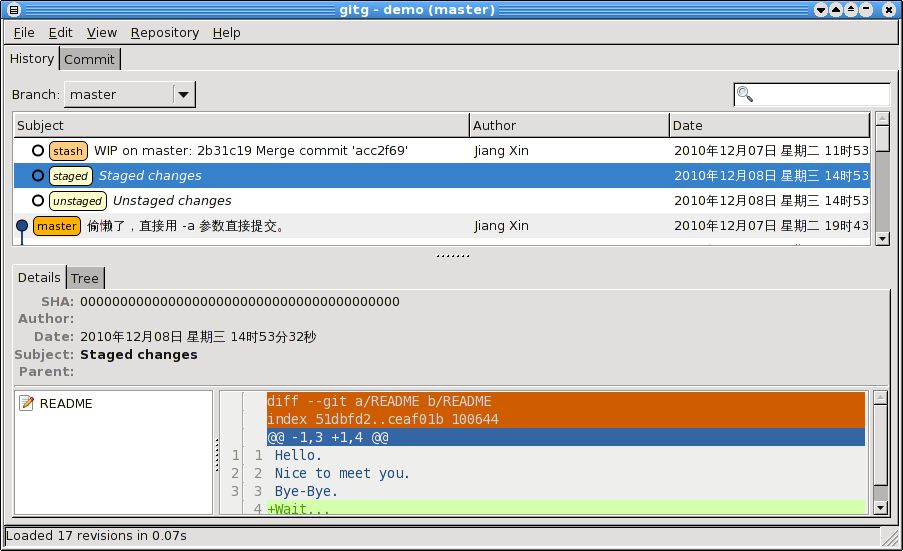 gitg - demo (master)
File Edit View Repository Help
History Commit
Branch: master
Subject Author Date
stash WIP on master: 2b31c19 Merge commit 'acc2f69' Jiang Xin 2010年12月07日 星期二 11时53
staged Staged changes 2010年12月08日 星期三 14时53
unstaged Unstaged changes 2010年12月08日 星期三 14时53
master 偷懒了，直接用 -a 参数直接提交。 Jiang Xin 2010年12月07日 星期二 19时43
Details Tree
SHA: 0000000000000000000000000000000000000000
Author:
Date: 2010年12月08日 星期三 14时53分32秒
Subject: Staged changes
Parent:
README
diff --git a/README b/README
index 51dbfd2..ceaf01b 100644
@@ -1,3 +1,4 @@
1 1 Hello.
2 2 Nice to meet you.
3 3 Bye-Bye.
4 +Wait...
Loaded 17 revisions in 0.07s